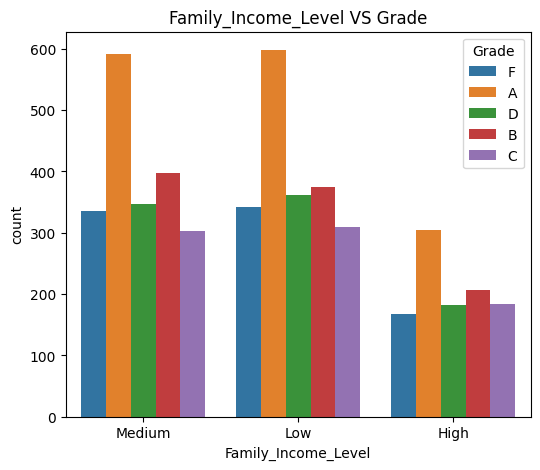 Family_Income_Level VS Grade
600
500
400
300
200
100
0
count
Medium
Low
High
Family_Income_Level
Grade
F
A
D
B
C